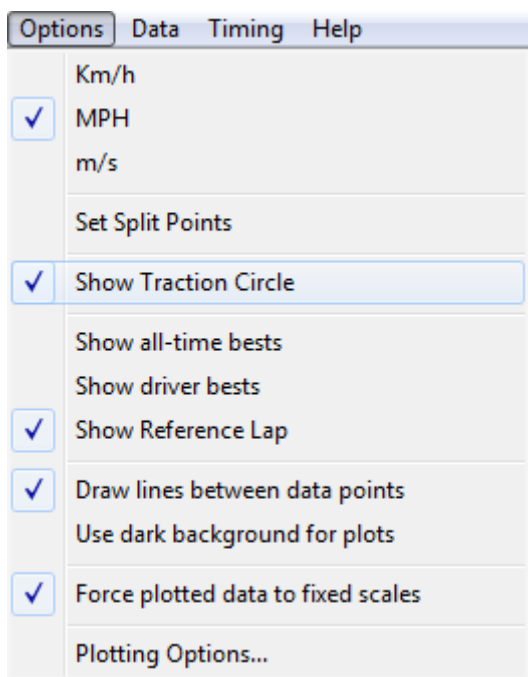 Options Data Timing Help
Km/h
MPH
m/s
Set Split Points
Show Traction Circle
Show all-time bests
Show driver bests
Show Reference Lap
Draw lines between data points
Use dark background for plots
Force plotted data to fixed scales
Plotting Options...